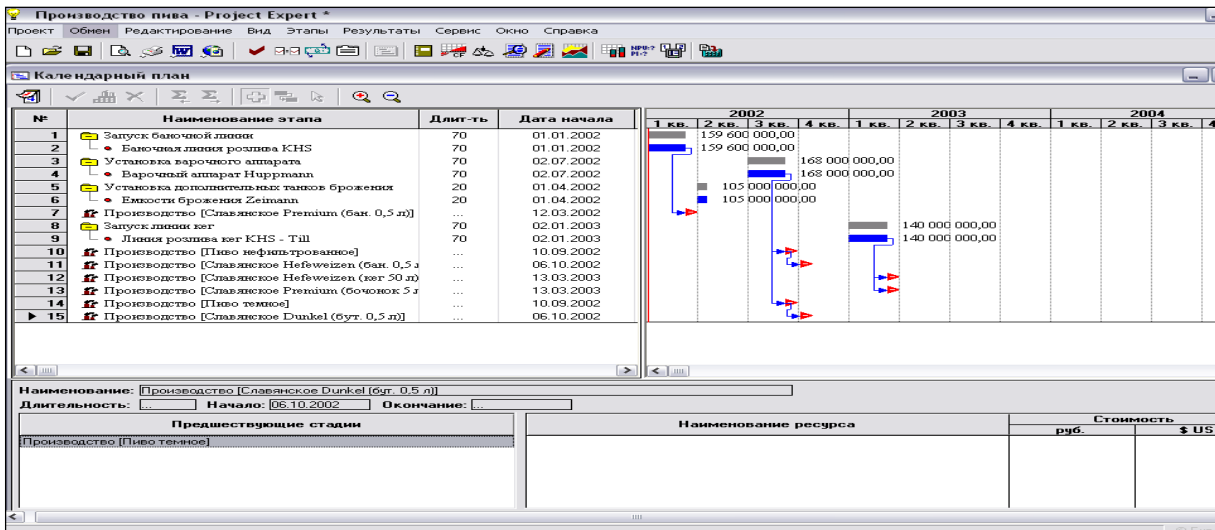 Производство пива - Project Expert *
Проект Обмен Редактирование Вид Этапы Результаты Сервис Окно Справка
Календарный план
№ Наименование этапа Длит-ть Дата начала 2002 2003 2004
1 кв. 2 кв. 3 кв. 4 кв. 1 кв. 2 кв. 3 кв. 4 кв. 1 кв. 2 кв. 3 кв. 4
1 Запуск баночной линии 70 01.01.2002 159 600 000,00
2 Баночная линия розлива KHS 70 01.01.2002 159 600 000,00
3 Установка варочного аппарата 70 02.07.2002 168 000 000,00
4 Варочный аппарат Huppmann 70 02.07.2002 168 000 000,00
5 Установка дополнительных танков брожения 20 01.04.2002 105 000 000,00
6 Емкости брожения Zeimann 20 01.04.2002 105 000 000,00
7 Производство [Славянское Premium (бан. 0,5 л)] ... 12.03.2002
8 Запуск линии кег 70 02.01.2003 140 000 000,00
9 Линия розлива кег KHS - Till 70 02.01.2003 140 000 000,00
10 Производство [Пиво нефильтрованное] ... 10.09.2002
11 Производство [Славянское Hefeweizen (бан. 0,5 л ... 06.10.2002
12 Производство [Славянское Hefeweizen (кег 50 л) ... 13.03.2003
13 Производство [Славянское Premium (бочонок 5 л ... 13.03.2003
14 Производство [Пиво темное] ... 10.09.2002
15 Производство [Славянское Dunkel (бут. 0,5 л)] ... 06.10.2002
Наименование: Производство [Славянское Dunkel (бут. 0,5 л)]
Длительность: ... Начало: 06.10.2002 Окончание: ...
Предшествующие стадии Наименование ресурса Стоимость
руб. $ US
Производство [Пиво темное]